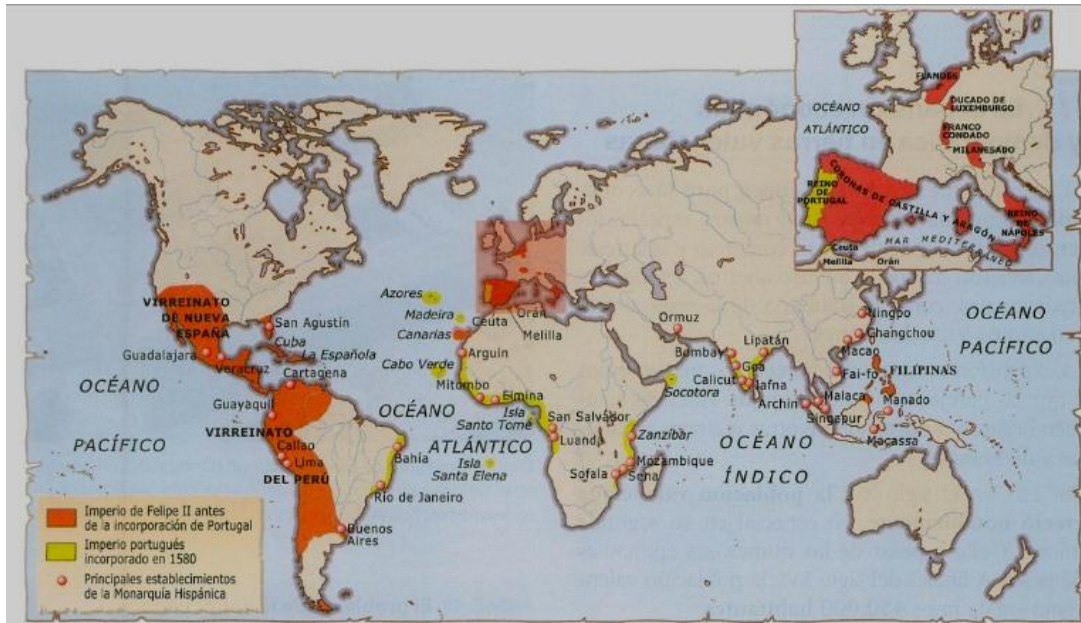 FLANDES
OCÉANO
ATLÁNTICO
DUCADO DE
LUXEMBURGO
FRANCO
CONDADO
MILANESADO
CORONAS DE CASTILLA Y ARAGÓN
REINO
DE
PORTUGAL
REINO
DE
NÁPOLES
MAR MEDITERRÁNEO
Ceuta
Melilla
Orán
VIRREINATO
DE NUEVA
ESPAÑA
San Agustín
Cuba
La Española
Guadalajara
Veracruz
Cartagena
OCÉANO
PACÍFICO
Guayaquil
VIRREINATO
DEL PERÚ
Callao
Lima
Bahía
Río de Janeiro
Buenos
Aires
Azores
Madeira
Canarias
Cabo Verde
Ceuta
Orán
Melilla
Arguin
Mitombo
Elmina
Isla
Santo Tomé
OCÉANO
ATLÁNTICO
Isla
Santa Elena
San Salvador
Luanda
Zanzíbar
Mozambique
Sofala
Sena
Ormuz
Bambay
Goa
Calicut
Jafna
Lipatán
Socotora
OCÉANO
ÍNDICO
Ningpo
Changchou
Macao
Fai-fo
FILIPINAS
Malaca
Manado
Archin
Singapur
Macassa
OCÉANO
PACÍFICO
Imperio de Felipe II antes
de la incorporación de Portugal
Imperio portugués
incorporado en 1580
Principales establecimientos
de la Monarquía Hispánica